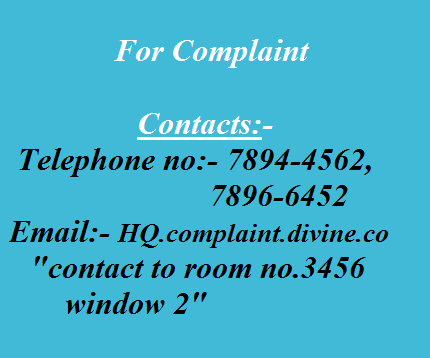 For Complaint
Contacts:-
Telephone no:- 7894-4562,
7896-6452
Email:- HQ.complaint.divine.co
"contact to room no.3456
window 2"